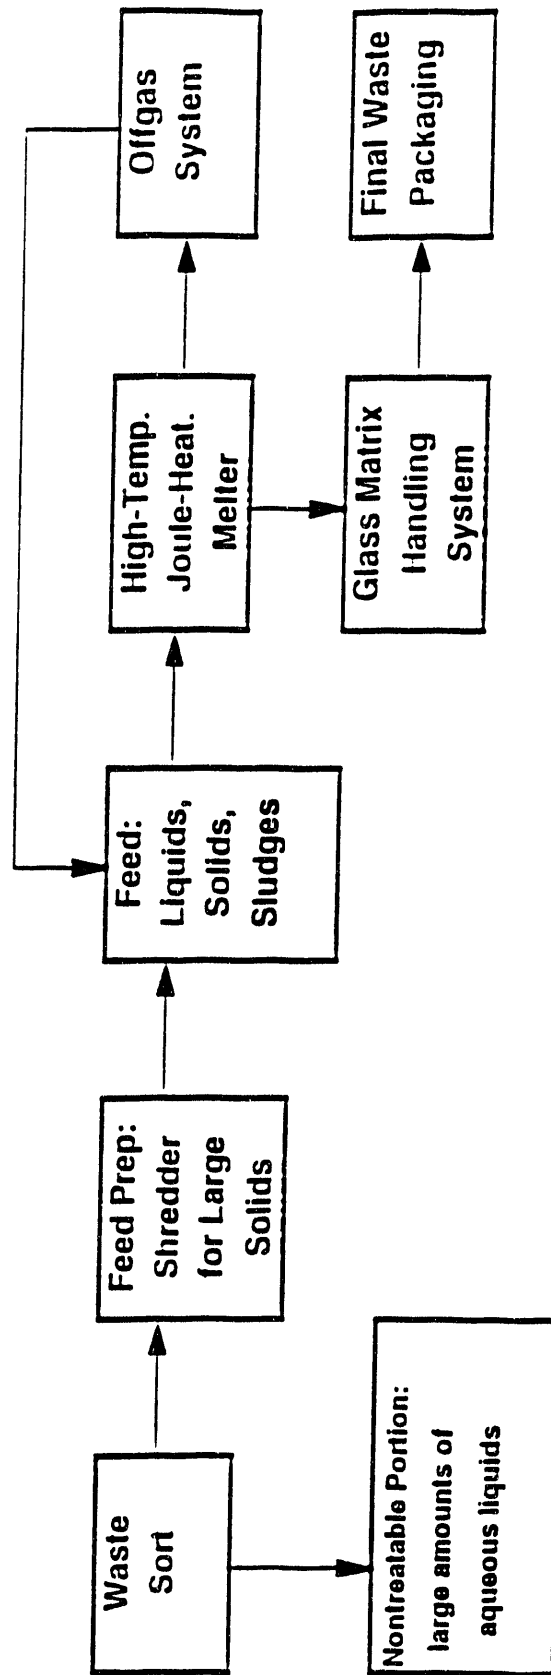 Waste
Sort
Nontreatable Portion:
large amounts of
aqueous liquids
Feed Prep:
Shredder
for Large
Solids
Feed:
Liquids,
Solids,
Sludges
High-Temp.
Joule-Heat.
Melter
Glass Matrix
Handling
System
Offgas
System
Final Waste
Packaging